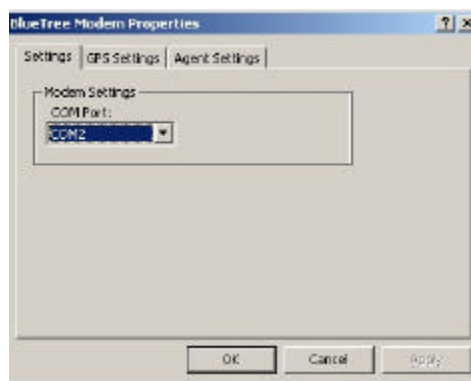 BlueTree Modem Properties
Settings GPS Settings Agent Settings
Modem Settings
COM Port:
COM2
OK Cancel Apply